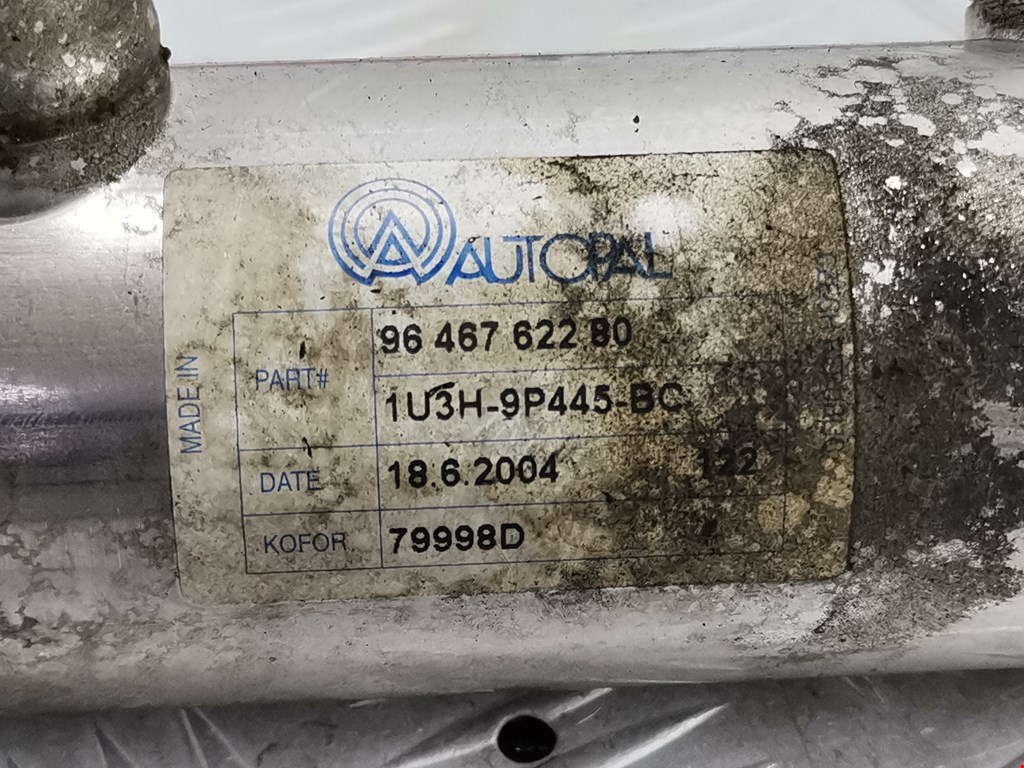 AUTOPAL
MADE IN
PART#
96 467 622 80
1U3H-9P445-BC
DATE
18.6.2004
122
KOFOR
79998D